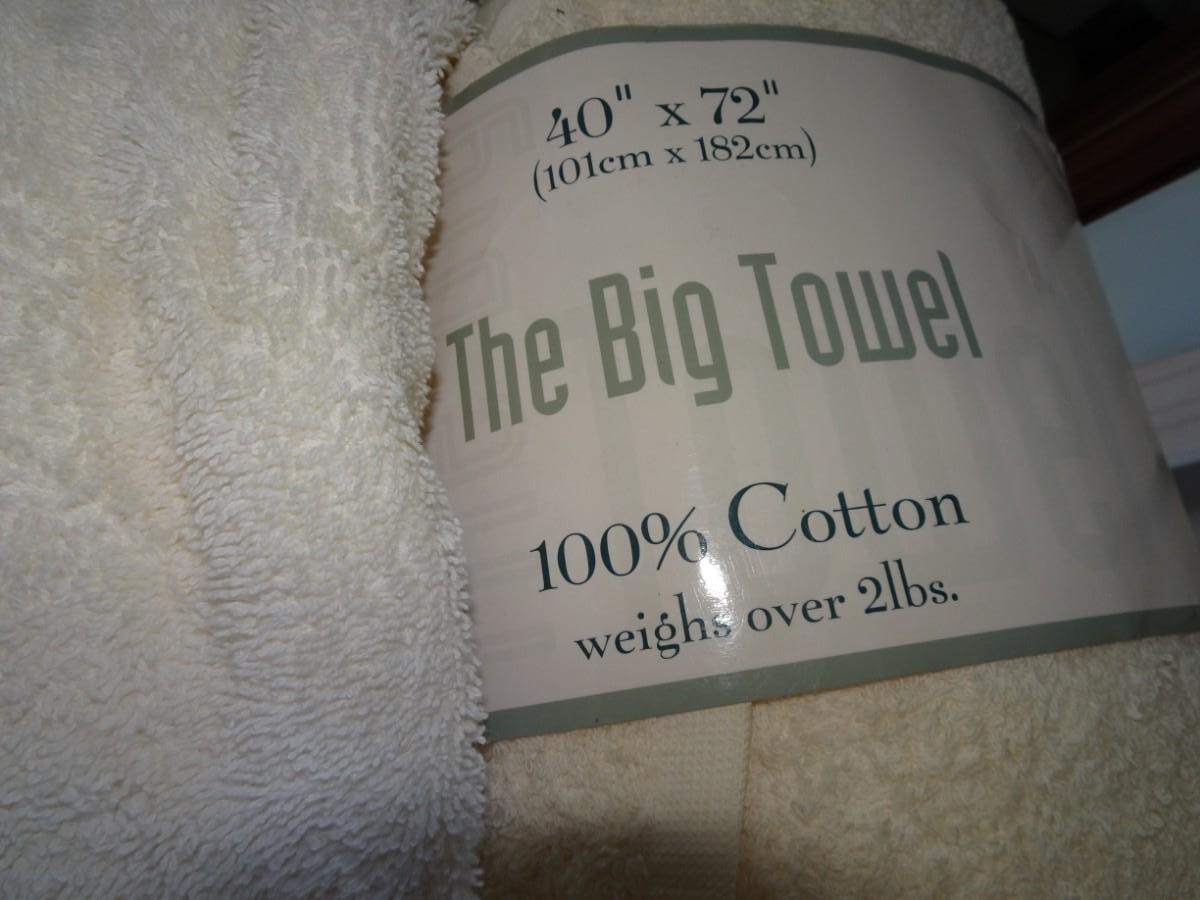 40" x 72"
(101cm x 182cm)
The Big Towel
100% Cotton
weighs over 2lbs.